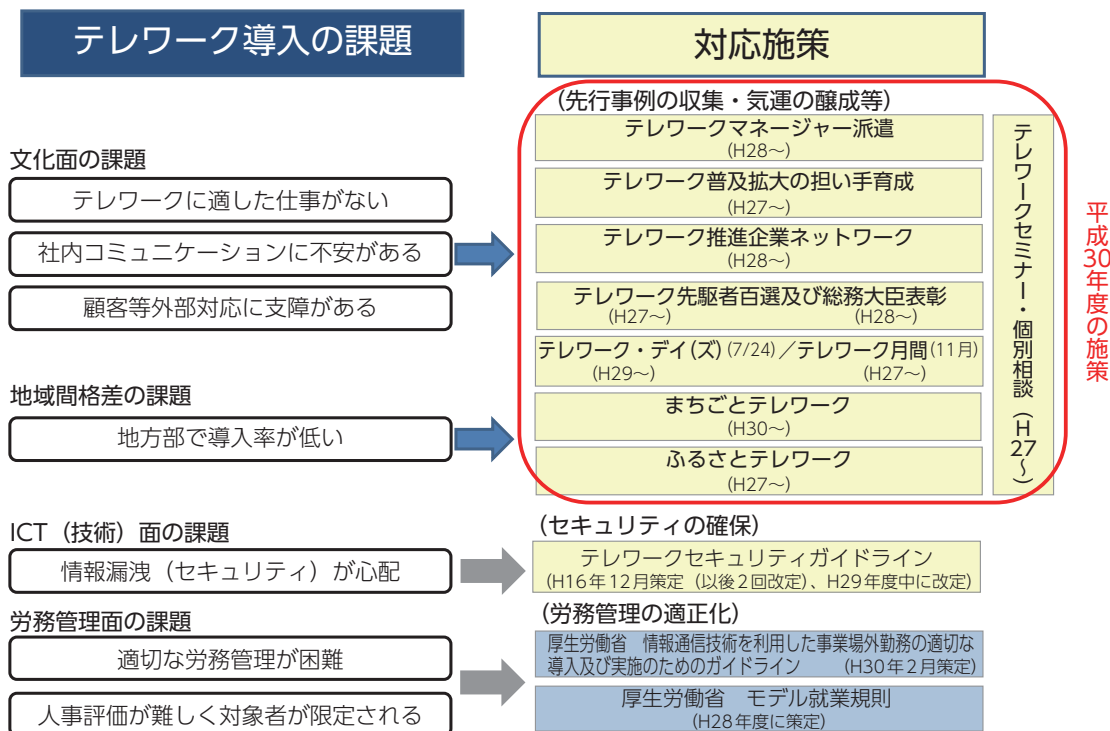 テレワーク導入の課題
対応施策
(先行事例の収集・気運の醸成等)
文化面の課題
テレワークに適した仕事がない
社内コミュニケーションに不安がある
顧客等外部対応に支障がある
地域間格差の課題
地方部で導入率が低い
テレワークマネージャー派遣
(H28～)
テレワーク普及拡大の担い手育成
(H27～)
テレワーク推進企業ネットワーク
(H28～)
テレワーク先駆者百選及び総務大臣表彰
(H27～) (H28～)
テレワーク・デイ(ズ)(7/24)／テレワーク月間(11月)
(H29～) (H27～)
まちごとテレワーク
(H30～)
ふるさとテレワーク
(H27～)
テレワークセミナー・個別相談(H27～)
平成30年度の施策
ICT（技術）面の課題
情報漏洩（セキュリティ）が心配
(セキュリティの確保)
テレワークセキュリティガイドライン
(H16年12月策定（以後2回改定）、H29年度中に改定)
労務管理面の課題
適切な労務管理が困難
人事評価が難しく対象者が限定される
(労務管理の適正化)
厚生労働省　情報通信技術を利用した事業場外勤務の適切な
導入及び実施のためのガイドライン　(H30年2月策定)
厚生労働省　モデル就業規則
(H28年度に策定)